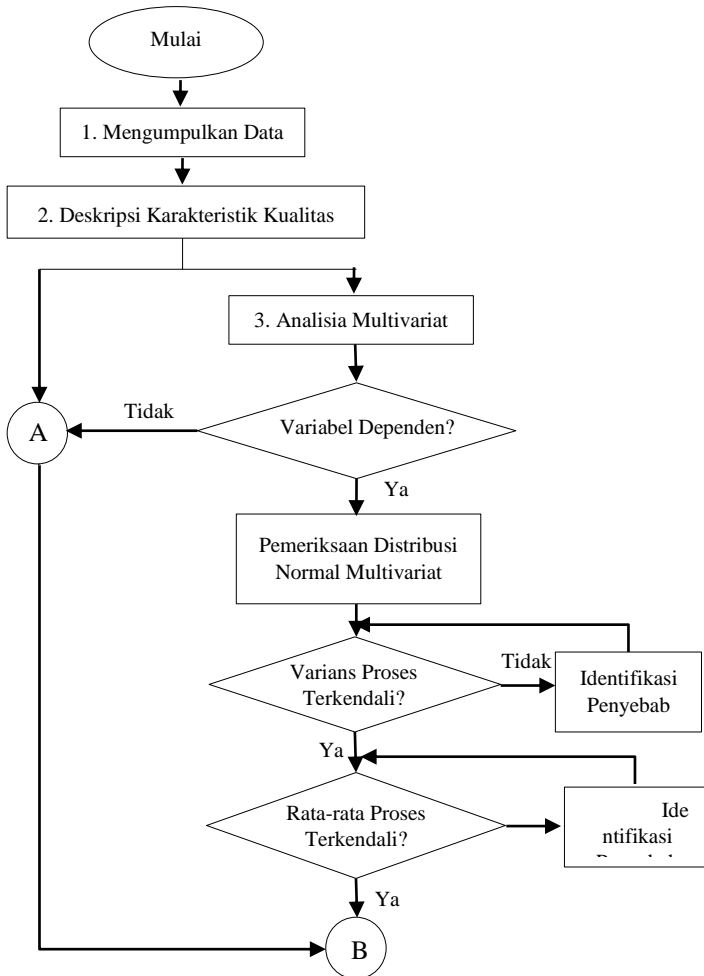 Mulai
1. Mengumpulkan Data
2. Deskripsi Karakteristik Kualitas
3. Analisia Multivariat
Tidak
A
Variabel Dependen?
Ya
Pemeriksaan Distribusi
Normal Multivariat
Varians Proses
Terkendali?
Tidak
Identifikasi
Penyebab
Ya
Rata-rata Proses
Terkendali?
Ide
ntifikasi
Ya
B